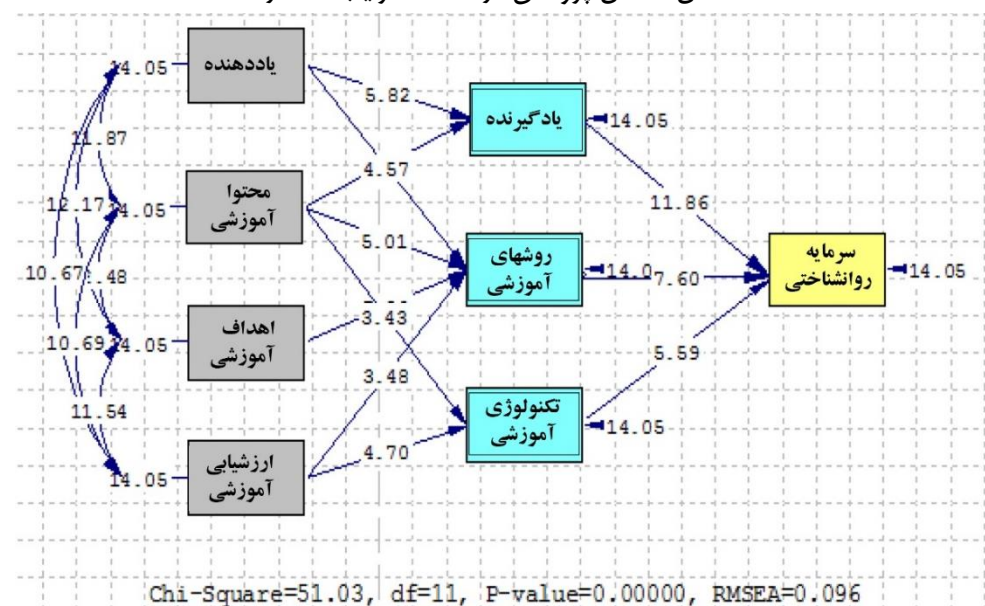 یاددهنده
محتوا
آموزشی
اهداف
آموزشی
ارزشیابی
آموزشی
یادگیرنده
روشهای
آموزشی
تکنولوژی
آموزشی
سرمایه
روانشناختی
14.05
14.05
14.05
14.05
11.87
12.17
10.67
.48
10.69
11.54
5.82
4.57
5.01
3.43
3.48
4.70
14.05
14.0
14.05
11.86
7.60
5.59
14.05
Chi-Square=51.03, df=11, P-value=0.00000, RMSEA=0.096